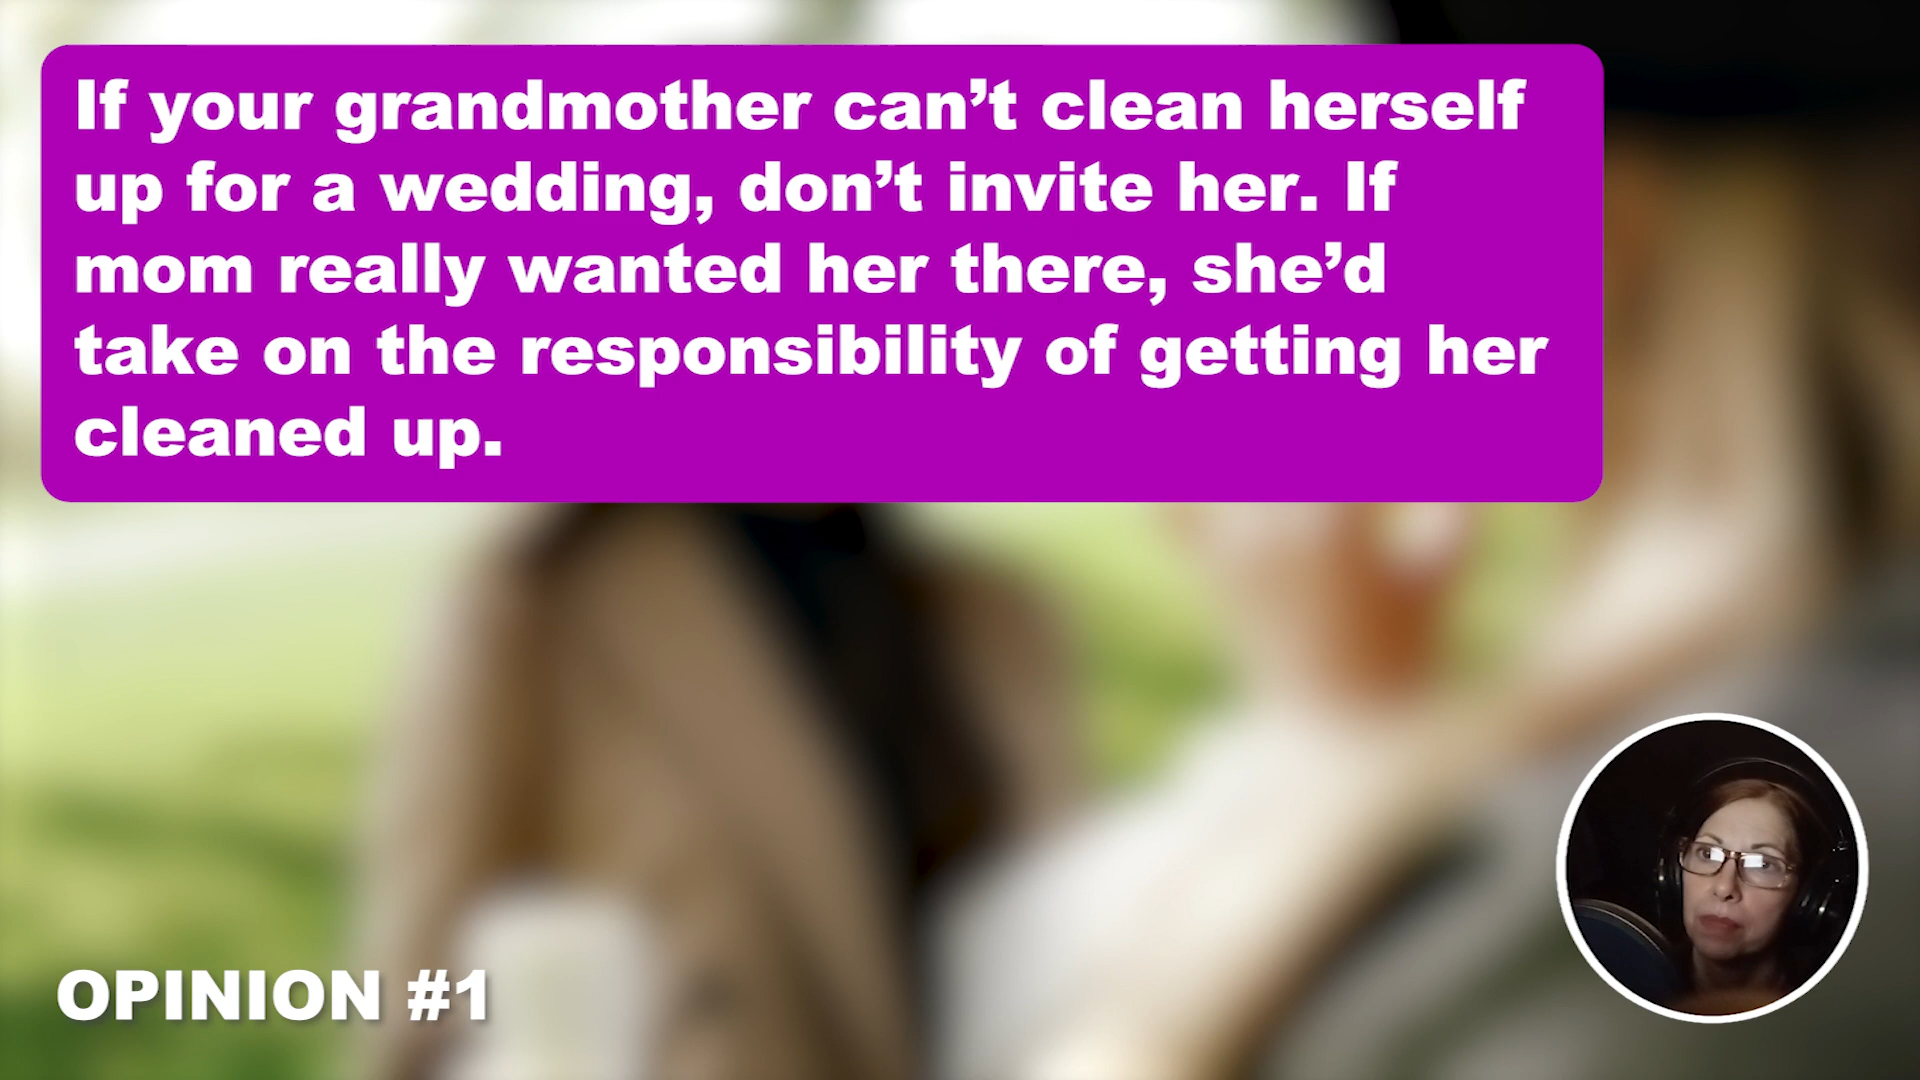 If your grandmother can’t clean herself
up for a wedding, don’t invite her. If
mom really wanted her there, she’d
take on the responsibility of getting her
cleaned up.
OPINION #1